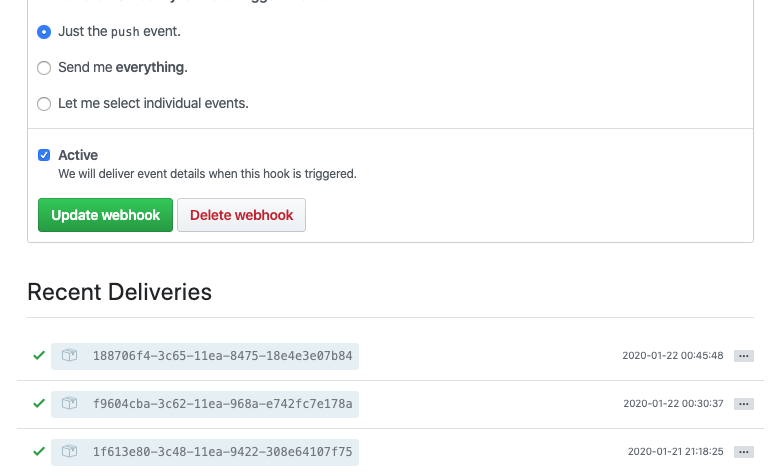 Just the push event.
Send me everything.
Let me select individual events.
Active
We will deliver event details when this hook is triggered.
Update webhook Delete webhook
Recent Deliveries
188706f4-3c65-11ea-8475-18e4e3e07b84 2020-01-22 00:45:48
f9604cba-3c62-11ea-968a-e742fc7e178a 2020-01-22 00:30:37
1f613e80-3c48-11ea-9422-308e64107f75 2020-01-21 21:18:25